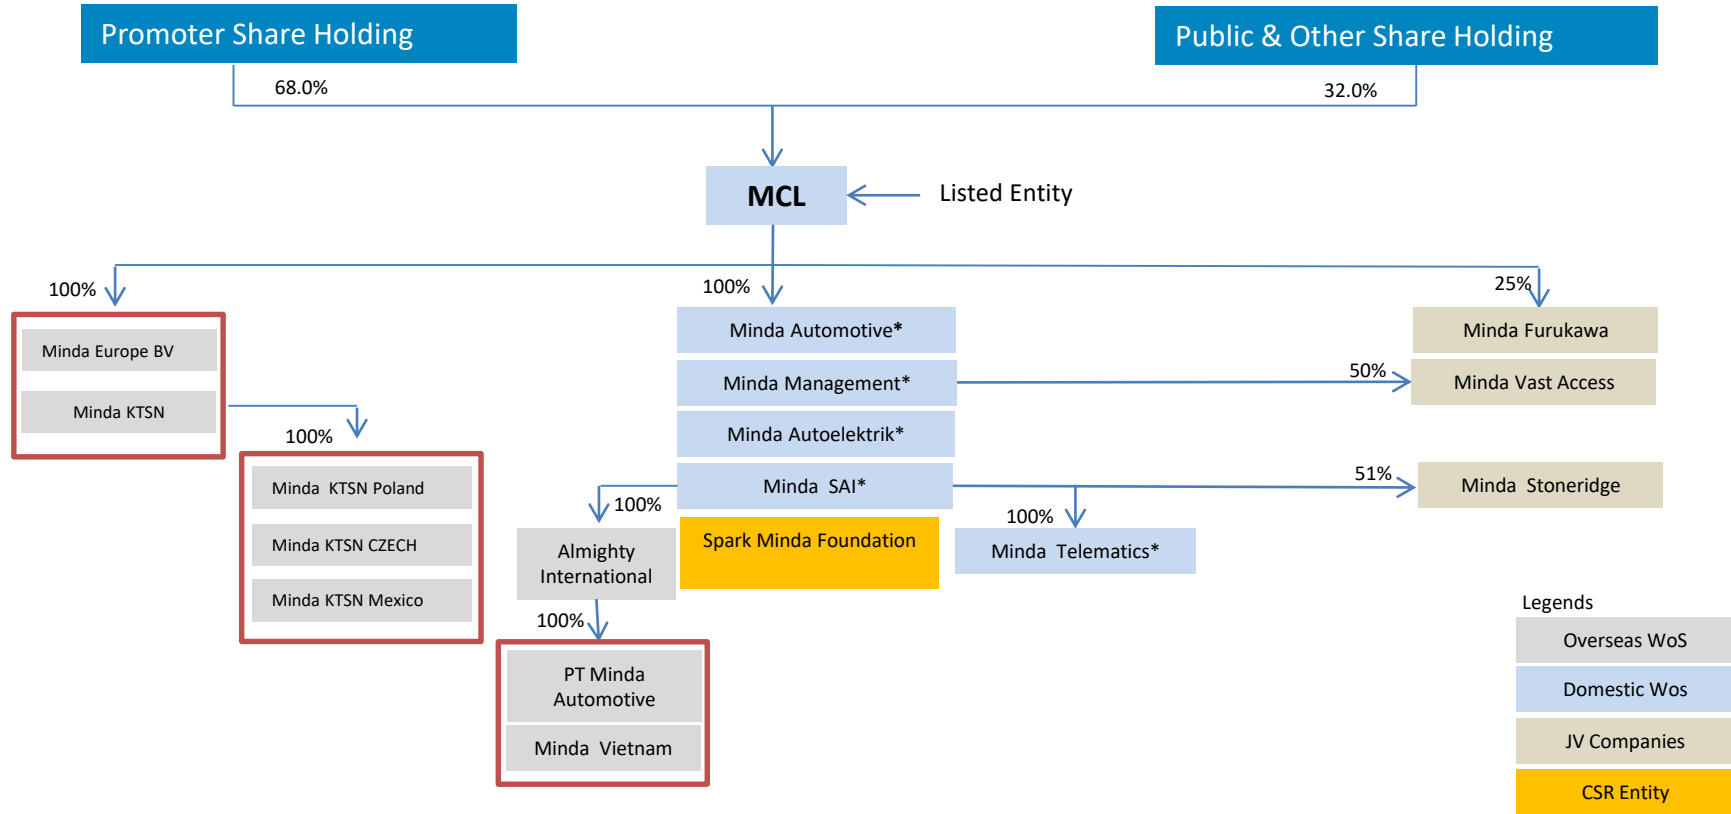 Promoter Share Holding
Public & Other Share Holding
68.0%
32.0%
MCL
Listed Entity
100%
100%
25%
Minda Europe BV
Minda KTSN
Minda Automotive*
Minda Furukawa
Minda Management*
50%
Minda Vast Access
Minda Autoelektrik*
100%
Minda KTSN Poland
Minda KTSN CZECH
Minda KTSN Mexico
Minda SAI*
51%
Minda Stoneridge
100%
100%
Almighty
International
Spark Minda Foundation
Minda Telematics*
100%
PT Minda
Automotive
Minda Vietnam
Legends
Overseas WoS
Domestic Wos
JV Companies
CSR Entity